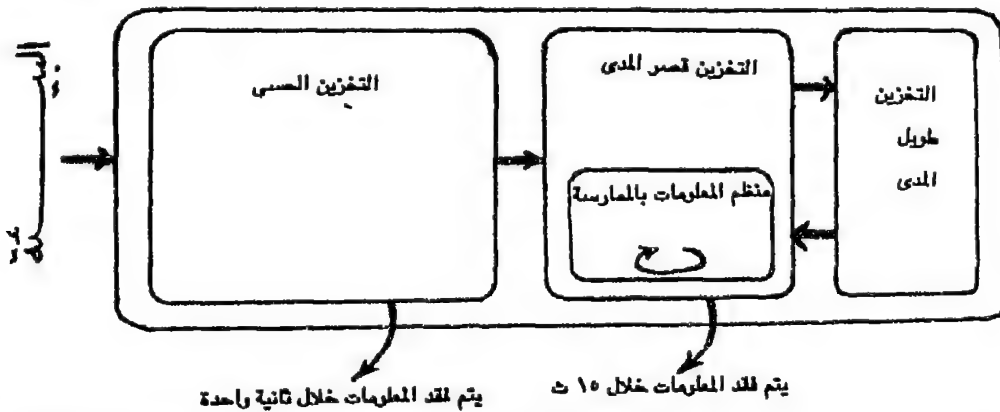 البيئة
التخزين الحسي
التخزين قصير المدى
منظم المعلومات بالممارسة
التخزين
طويل
المدى
يتم فقد المعلومات خلال ١٥ ث
يتم فقد المعلومات خلال ثانية واحدة